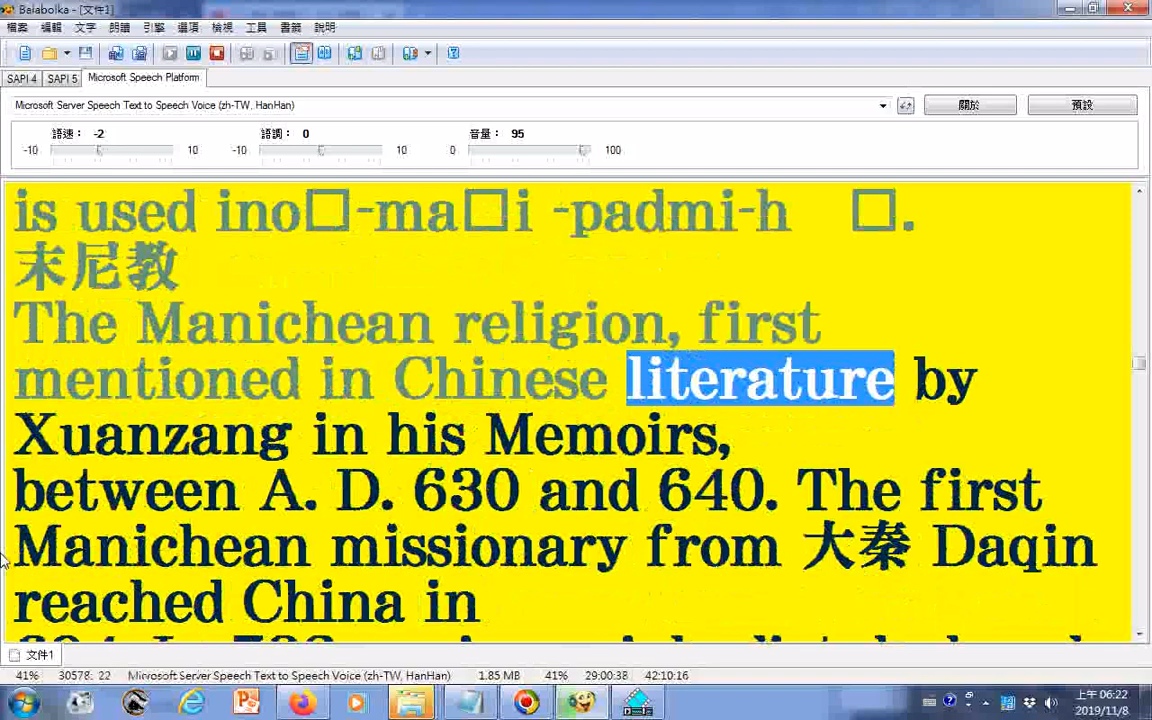 Balabolka - [文件1]
檔案 編輯 文字 朗讀 引擎 選項 檢視 工具 書籤 說明
SAPI 4 SAPI 5 Microsoft Speech Platform
Microsoft Server Speech Text to Speech Voice (zh-TW, HanHan) 關於 預設
語速： -2 語調： 0 音量： 95
-10 10 -10 10 0 100
is used ino□-ma□i -padmi-h □.
末尼教
The Manichean religion, first
mentioned in Chinese literature by
Xuanzang in his Memoirs,
between A. D. 630 and 640. The first
Manichean missionary from 大秦 Daqin
reached China in
文件1
41% 30578: 22 Microsoft Server Speech Text to Speech Voice (zh-TW, HanHan) 1.85 MB 41% 29:00:38 42:10:16
上午 06:22
2019/11/8